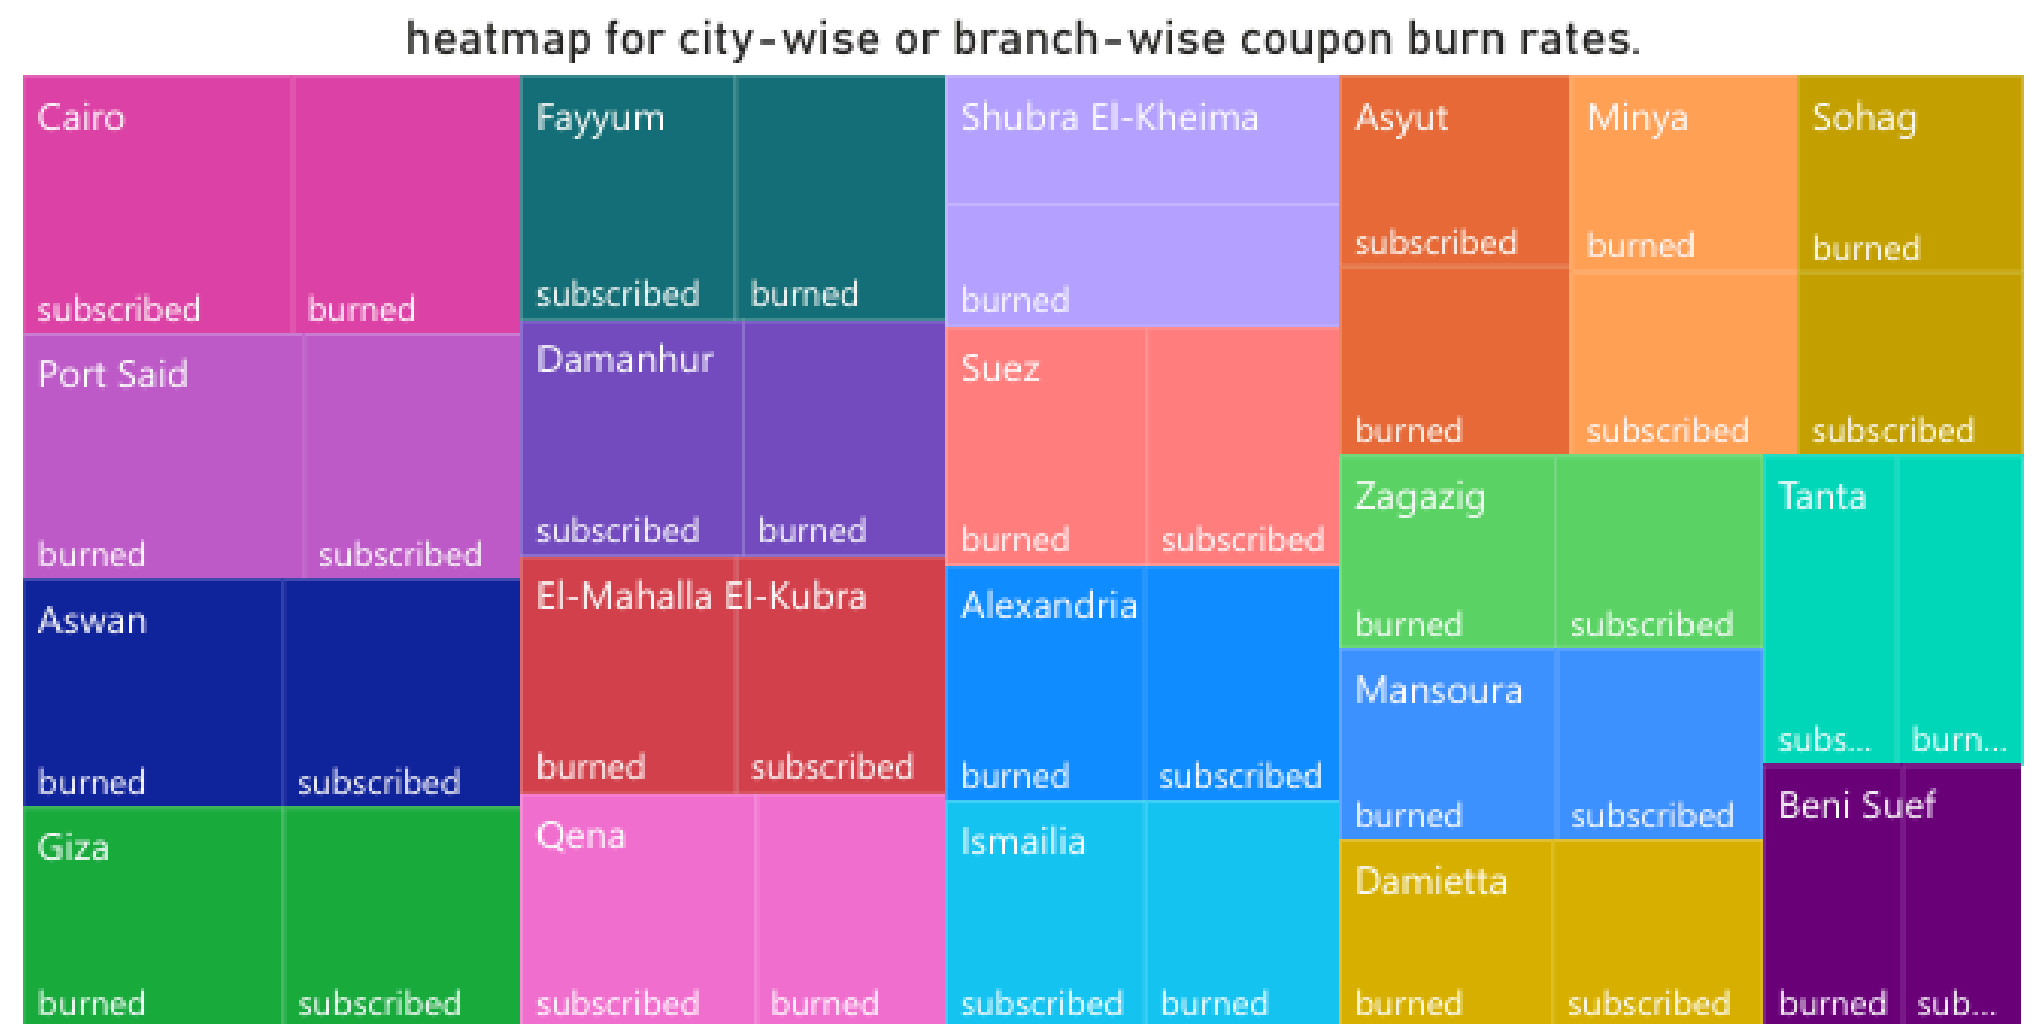 heatmap for city-wise or branch-wise coupon burn rates.
Cairo
subscribed
burned
Port Said
burned
subscribed
Aswan
burned
subscribed
Giza
burned
subscribed
Fayyum
subscribed
burned
Damanhur
subscribed
burned
El-Mahalla El-Kubra
burned
subscribed
Qena
subscribed
burned
Shubra El-Kheima
burned
Suez
burned
subscribed
Alexandria
burned
subscribed
Ismailia
subscribed
burned
Asyut
subscribed
burned
Minya
burned
subscribed
Sohag
burned
subscribed
Zagazig
burned
subscribed
Mansoura
burned
subscribed
Damietta
burned
subscribed
Tanta
subs...
burn...
Beni Suef
burned
sub...